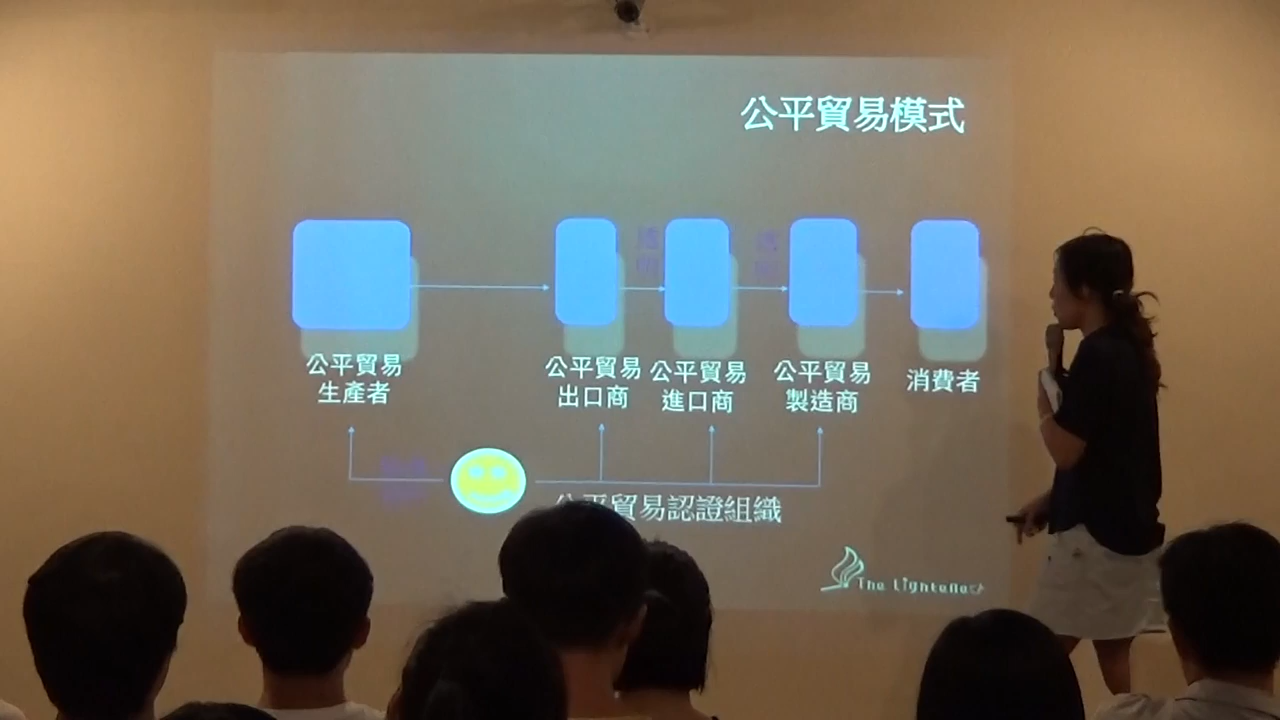 公平貿易模式
公平貿易
生產者
公平貿易
出口商
公平貿易
進口商
公平貿易
製造商
消費者
公平貿易認證組織
The Lightened